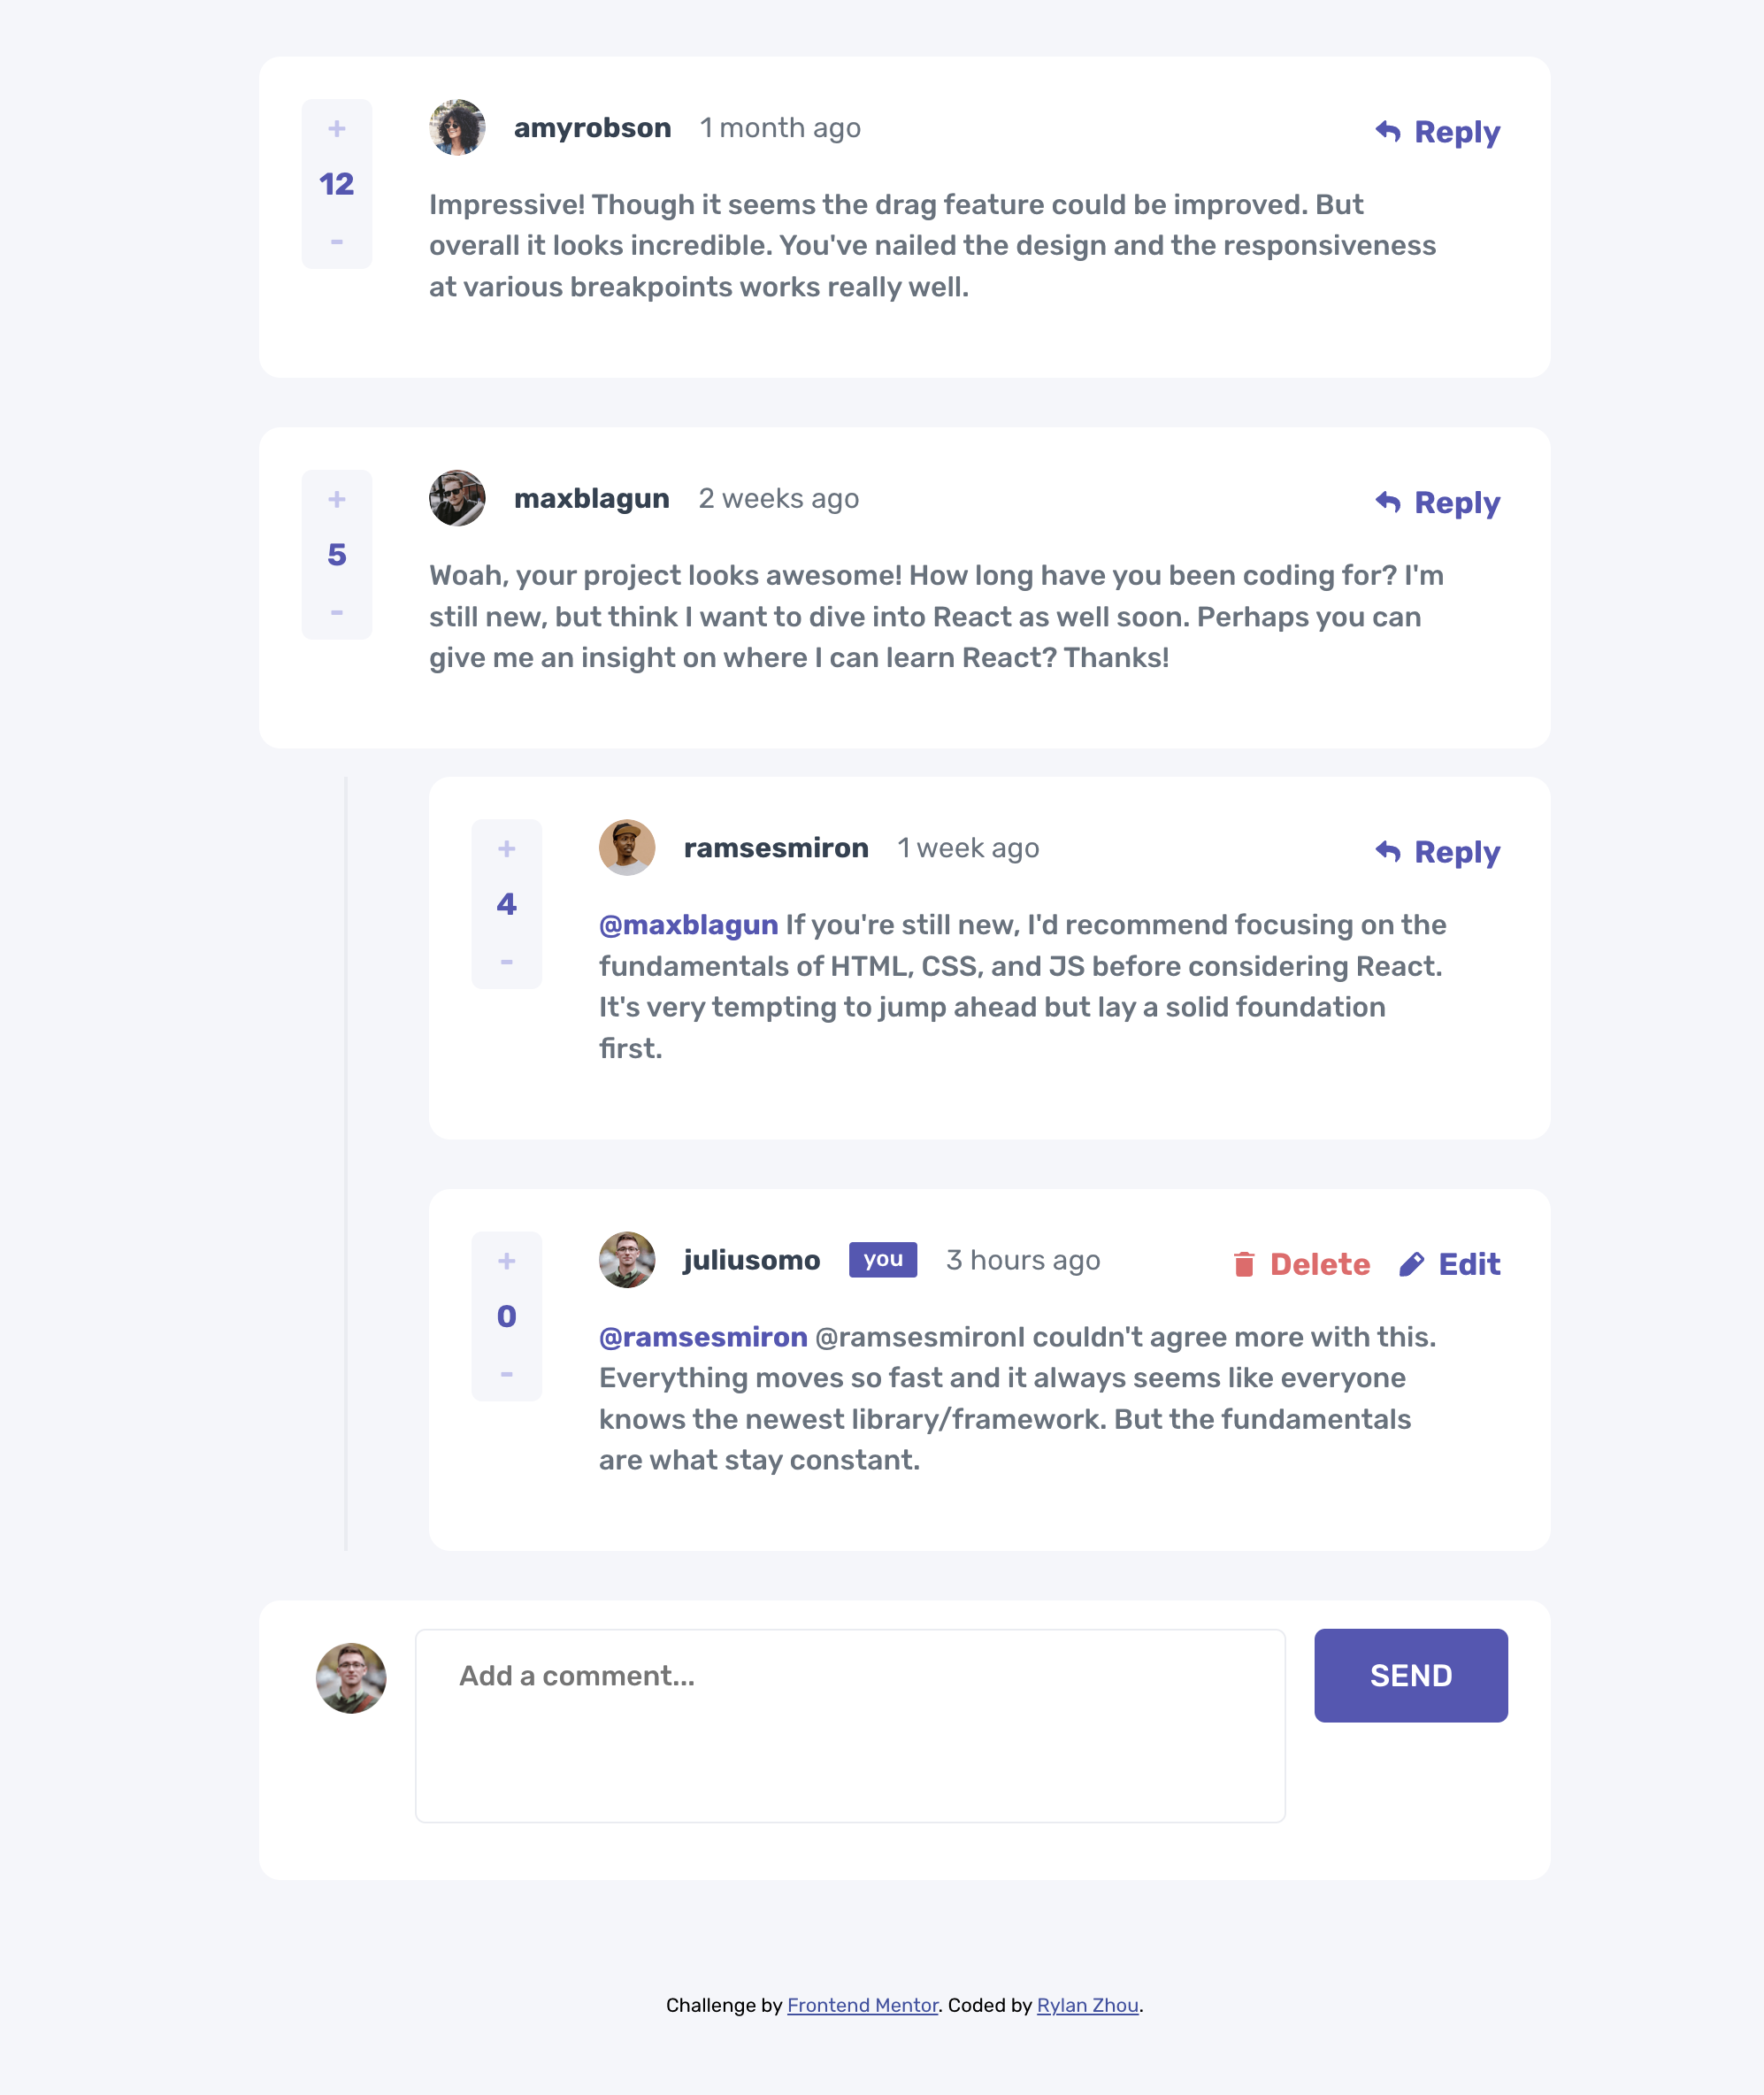 +
12
-
amyrobson 1 month ago
Reply
Impressive! Though it seems the drag feature could be improved. But
overall it looks incredible. You've nailed the design and the responsiveness
at various breakpoints works really well.
+
5
-
maxblagun 2 weeks ago
Reply
Woah, your project looks awesome! How long have you been coding for? I'm
still new, but think I want to dive into React as well soon. Perhaps you can
give me an insight on where I can learn React? Thanks!
+
4
-
ramsesmiron 1 week ago
Reply
@maxblagun If you're still new, I'd recommend focusing on the
fundamentals of HTML, CSS, and JS before considering React.
It's very tempting to jump ahead but lay a solid foundation
first.
+
0
-
juliusomo you 3 hours ago
Delete Edit
@ramsesmiron @ramsesmironI couldn't agree more with this.
Everything moves so fast and it always seems like everyone
knows the newest library/framework. But the fundamentals
are what stay constant.
Add a comment...
SEND
Challenge by Frontend Mentor. Coded by Rylan Zhou.